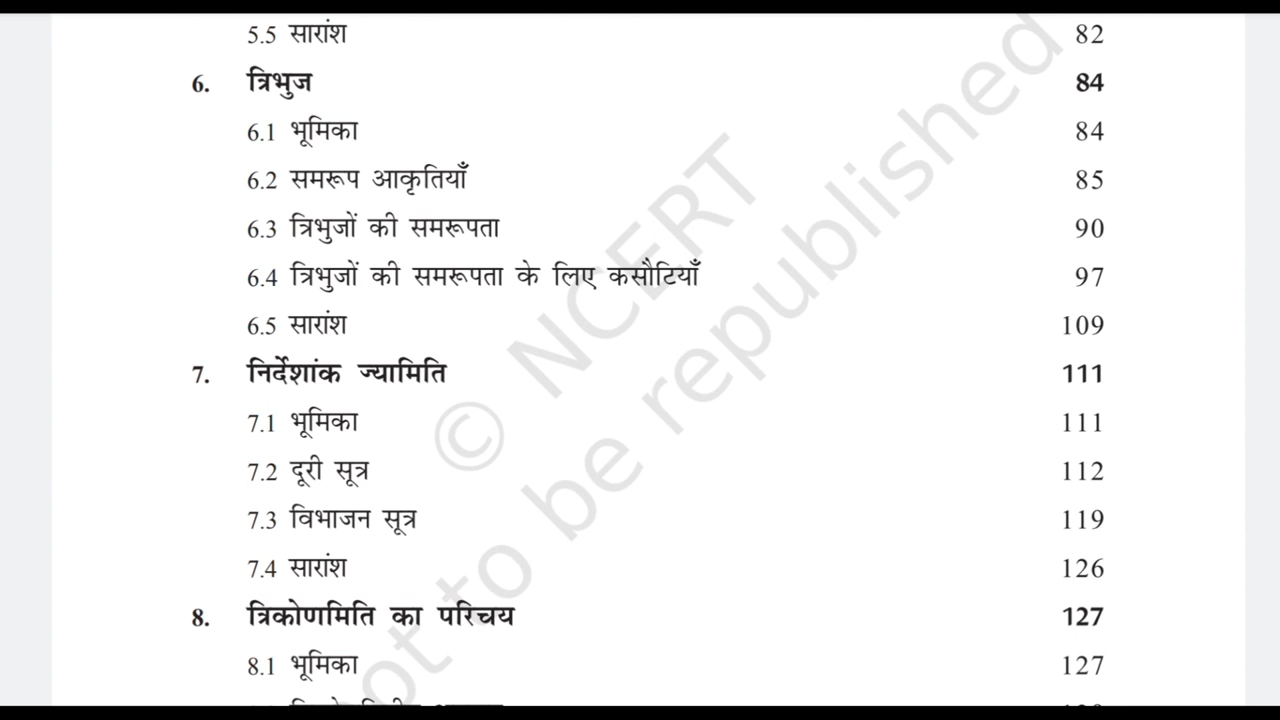 5.5 सारांश 82
6. त्रिभुज 84
6.1 भूमिका 84
6.2 समरूप आकृतियाँ 85
6.3 त्रिभुजों की समरूपता 90
6.4 त्रिभुजों की समरूपता के लिए कसौटियाँ 97
6.5 सारांश 109
7. निर्देशांक ज्यामिति 111
7.1 भूमिका 111
7.2 दूरी सूत्र 112
7.3 विभाजन सूत्र 119
7.4 सारांश 126
8. त्रिकोणमिति का परिचय 127
8.1 भूमिका 127
© NCERT
not to be republished